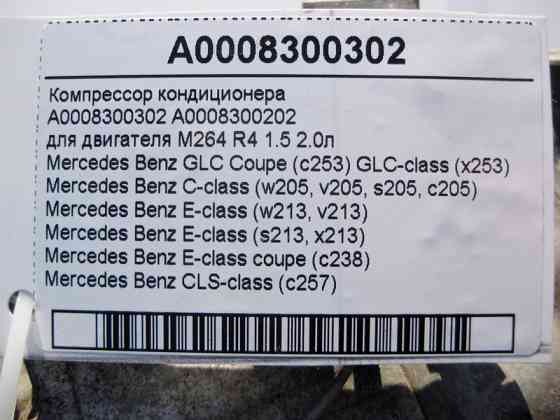 A0008300302
Компрессор кондиционера
A0008300302 A0008300202
для двигателя M264 R4 1.5 2.0л
Mercedes Benz GLC Coupe (c253) GLC-class (x253)
Mercedes Benz C-class (w205, v205, s205, c205)
Mercedes Benz E-class (w213, v213)
Mercedes Benz E-class (s213, x213)
Mercedes Benz E-class coupe (c238)
Mercedes Benz CLS-class (c257)